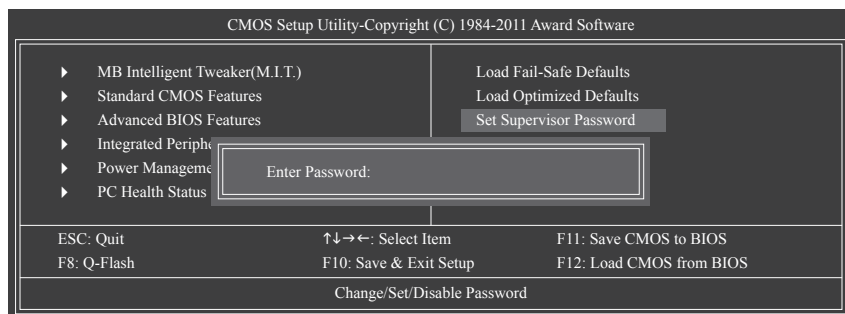 CMOS Setup Utility-Copyright (C) 1984-2011 Award Software
MB Intelligent Tweaker(M.I.T.)
Standard CMOS Features
Advanced BIOS Features
Integrated Periphe
Power Manageme
PC Health Status
Load Fail-Safe Defaults
Load Optimized Defaults
Set Supervisor Password
Enter Password:
ESC: Quit ↑↓→←: Select Item F11: Save CMOS to BIOS
F8: Q-Flash F10: Save & Exit Setup F12: Load CMOS from BIOS
Change/Set/Disable Password